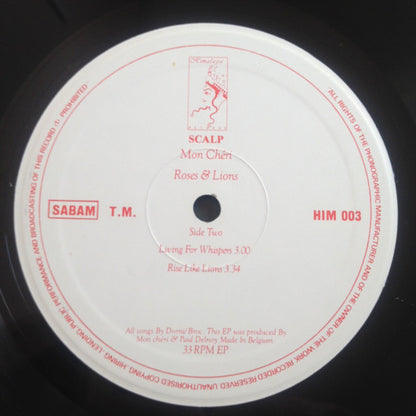 Himalaya
SCALP
Mon Chéri
Roses & Lions
SABAM T.M.
HIM 003
Side Two
Living For Whispers 3.00
Rise Like Lions 3.34
All songs By Dvorni/Broc. This EP was produced By
Mon chéri & Paul Delnoy Made In Belgium
33 RPM EP
ALL RIGHTS OF THE PHONOGRAPHIC MANUFACTURER AND OF THE OWNER OF THE WORK RECORDED RESERVED. UNAUTHORISED COPYING, HIRING, LENDING, PUBLIC PERFORMANCE AND BROADCASTING OF THIS RECORD PROHIBITED